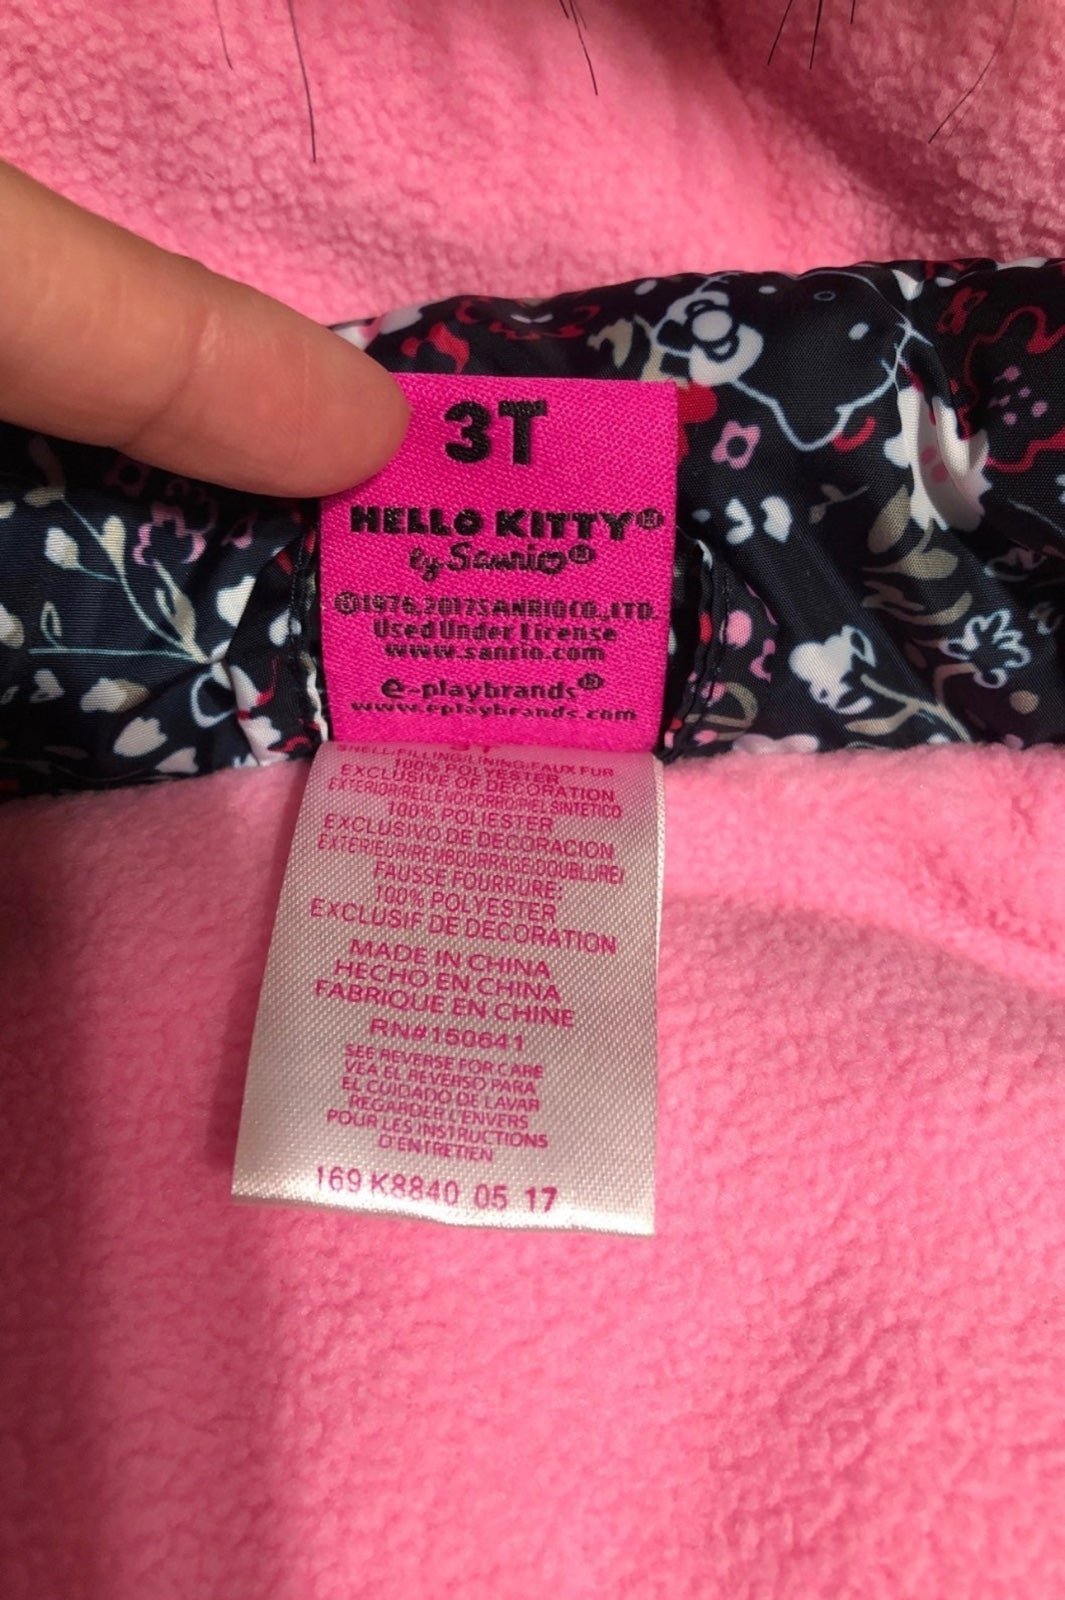 3T
HELLO KITTY®
by Sanrio®
©1976, 2017 SANRIO CO., LTD.
Used Under License
www.sanrio.com
e-playbrands®
www.eplaybrands.com
3T
SHELL/FILLING/LINING/FAUX FUR
100% POLYESTER
EXCLUSIVE OF DECORATION
EXTERIOR/RELLENO/FORRO/PIEL SINTETICO
100% POLIESTER
EXCLUSIVO DE DECORACION
EXTERIEUR/REMBOURRAGE/DOUBLURE/
FAUSSE FOURRURE:
100% POLYESTER
EXCLUSIF DE DECORATION
MADE IN CHINA
HECHO EN CHINA
FABRIQUE EN CHINE
RN#150641
SEE REVERSE FOR CARE
VEA EL REVERSO PARA
EL CUIDADO DE LAVAR
REGARDER L'ENVERS
POUR LES INSTRUCTIONS
D'ENTRETIEN
169 K8840 05 17